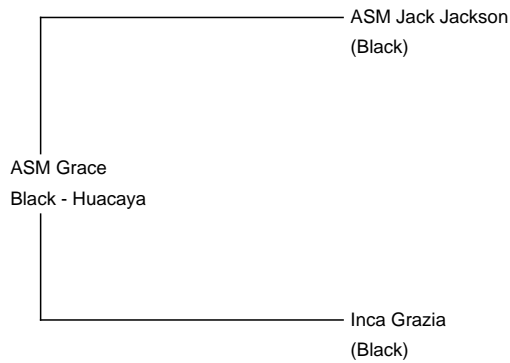 ASM Jack Jackson
(Black)
ASM Grace
Black - Huacaya
Inca Grazia
(Black)